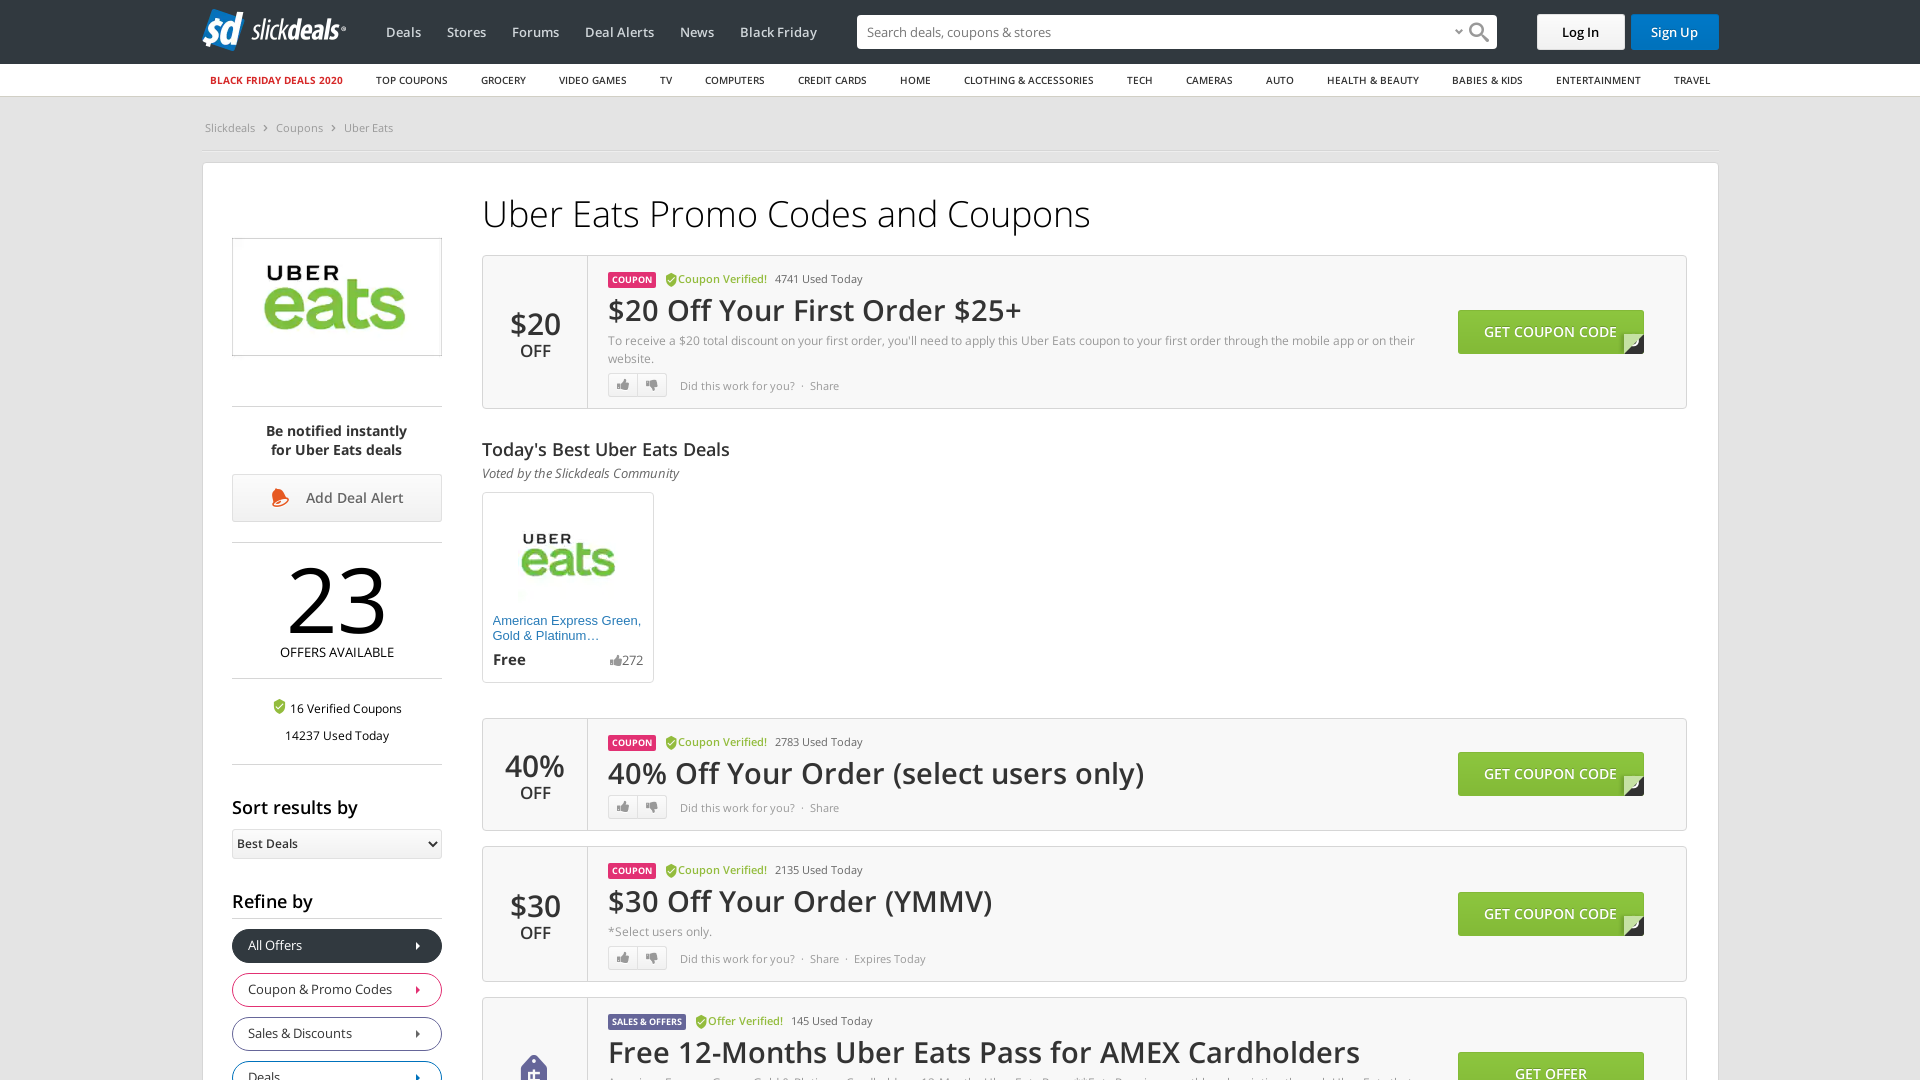 slickdeals
Deals
Stores
Forums
Deal Alerts
News
Black Friday
Search deals, coupons & stores
Log In
Sign Up
BLACK FRIDAY DEALS 2020
TOP COUPONS
GROCERY
VIDEO GAMES
TV
COMPUTERS
CREDIT CARDS
HOME
CLOTHING & ACCESSORIES
TECH
CAMERAS
AUTO
HEALTH & BEAUTY
BABIES & KIDS
ENTERTAINMENT
TRAVEL
Slickdeals
Coupons
Uber Eats
UBER
eats
Be notified instantly
for Uber Eats deals
Add Deal Alert
23
OFFERS AVAILABLE
16 Verified Coupons
14237 Used Today
Sort results by
Best Deals
Refine by
All Offers
Coupon & Promo Codes
Sales & Discounts
Deals
Uber Eats Promo Codes and Coupons
$20
OFF
COUPON Coupon Verified! 4741 Used Today
$20 Off Your First Order $25+
To receive a $20 total discount on your first order, you'll need to apply this Uber Eats coupon to your first order through the mobile app or on their
website.
Did this work for you? · Share
GET COUPON CODE
Today's Best Uber Eats Deals
Voted by the Slickdeals Community
UBER
eats
American Express Green,
Gold & Platinum…
Free 272
40%
OFF
COUPON Coupon Verified! 2783 Used Today
40% Off Your Order (select users only)
Did this work for you? · Share
GET COUPON CODE
$30
OFF
COUPON Coupon Verified! 2135 Used Today
$30 Off Your Order (YMMV)
*Select users only.
Did this work for you? · Share · Expires Today
GET COUPON CODE
SALES & OFFERS Offer Verified! 145 Used Today
Free 12-Months Uber Eats Pass for AMEX Cardholders
GET OFFER